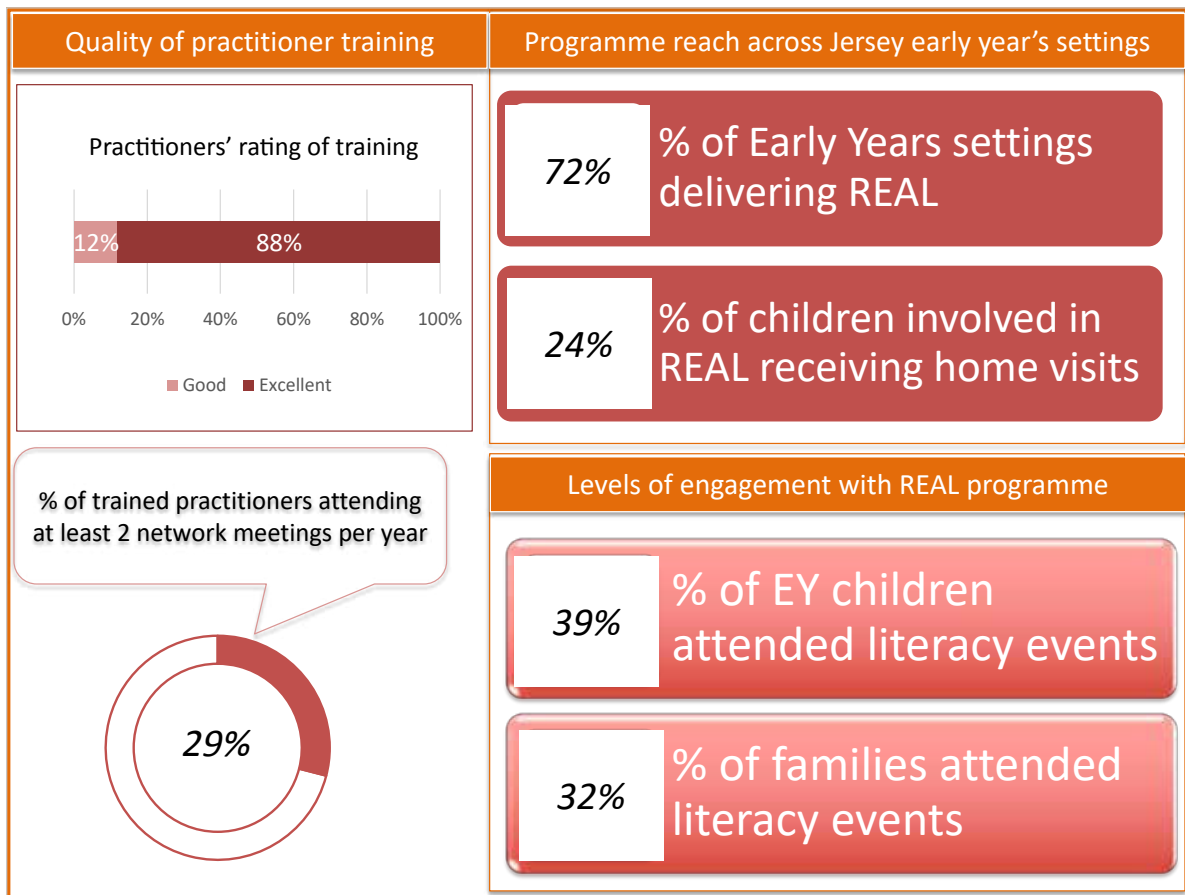 Quality of practitioner training
Practitioners' rating of training
12% 88%
0% 20% 40% 60% 80% 100%
Good Excellent
% of trained practitioners attending
at least 2 network meetings per year
29%
Programme reach across Jersey early year's settings
72%
% of Early Years settings
delivering REAL
24%
% of children involved in
REAL receiving home visits
Levels of engagement with REAL programme
39%
% of EY children
attended literacy events
32%
% of families attended
literacy events